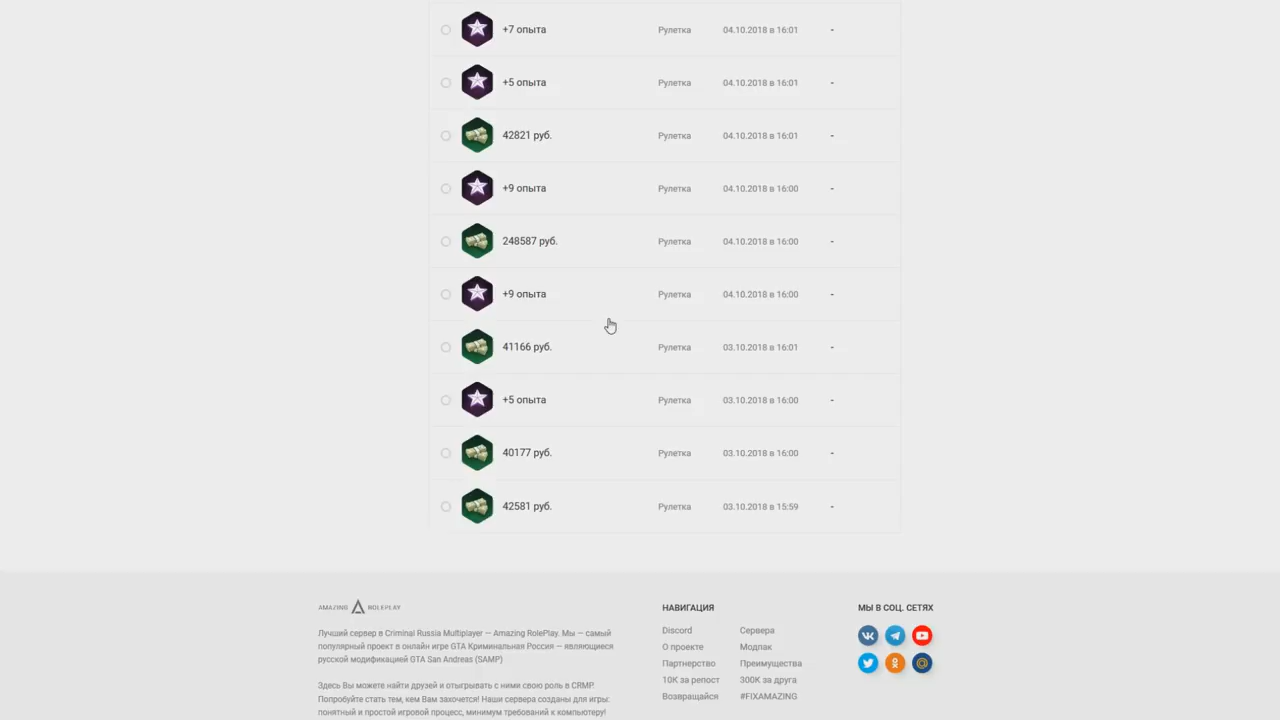 +7 опыта Рулетка 04.10.2018 в 16:01 -
+5 опыта Рулетка 04.10.2018 в 16:01 -
42821 руб. Рулетка 04.10.2018 в 16:01 -
+9 опыта Рулетка 04.10.2018 в 16:00 -
248587 руб. Рулетка 04.10.2018 в 16:00 -
+9 опыта Рулетка 04.10.2018 в 16:00 -
41166 руб. Рулетка 03.10.2018 в 16:01 -
+5 опыта Рулетка 03.10.2018 в 16:00 -
40177 руб. Рулетка 03.10.2018 в 16:00 -
42581 руб. Рулетка 03.10.2018 в 15:59 -
AMAZING ROLEPLAY
Лучший сервер в Criminal Russia Multiplayer — Amazing RolePlay. Мы — самый
популярный проект в онлайн игре GTA Криминальная Россия — являющиеся
русской модификацией GTA San Andreas (SAMP)
Здесь Вы можете найти друзей и отыгрывать с ними свою роль в CRMP.
Попробуйте стать тем, кем Вам захочется! Наши сервера созданы для игры:
понятный и простой игровой процесс, минимум требований к компьютеру!
НАВИГАЦИЯ
Discord
О проекте
Партнерство
10K за репост
Возвращайся
Сервера
Модпак
Преимущества
300K за друга
#FIXAMAZING
МЫ В СОЦ. СЕТЯХ